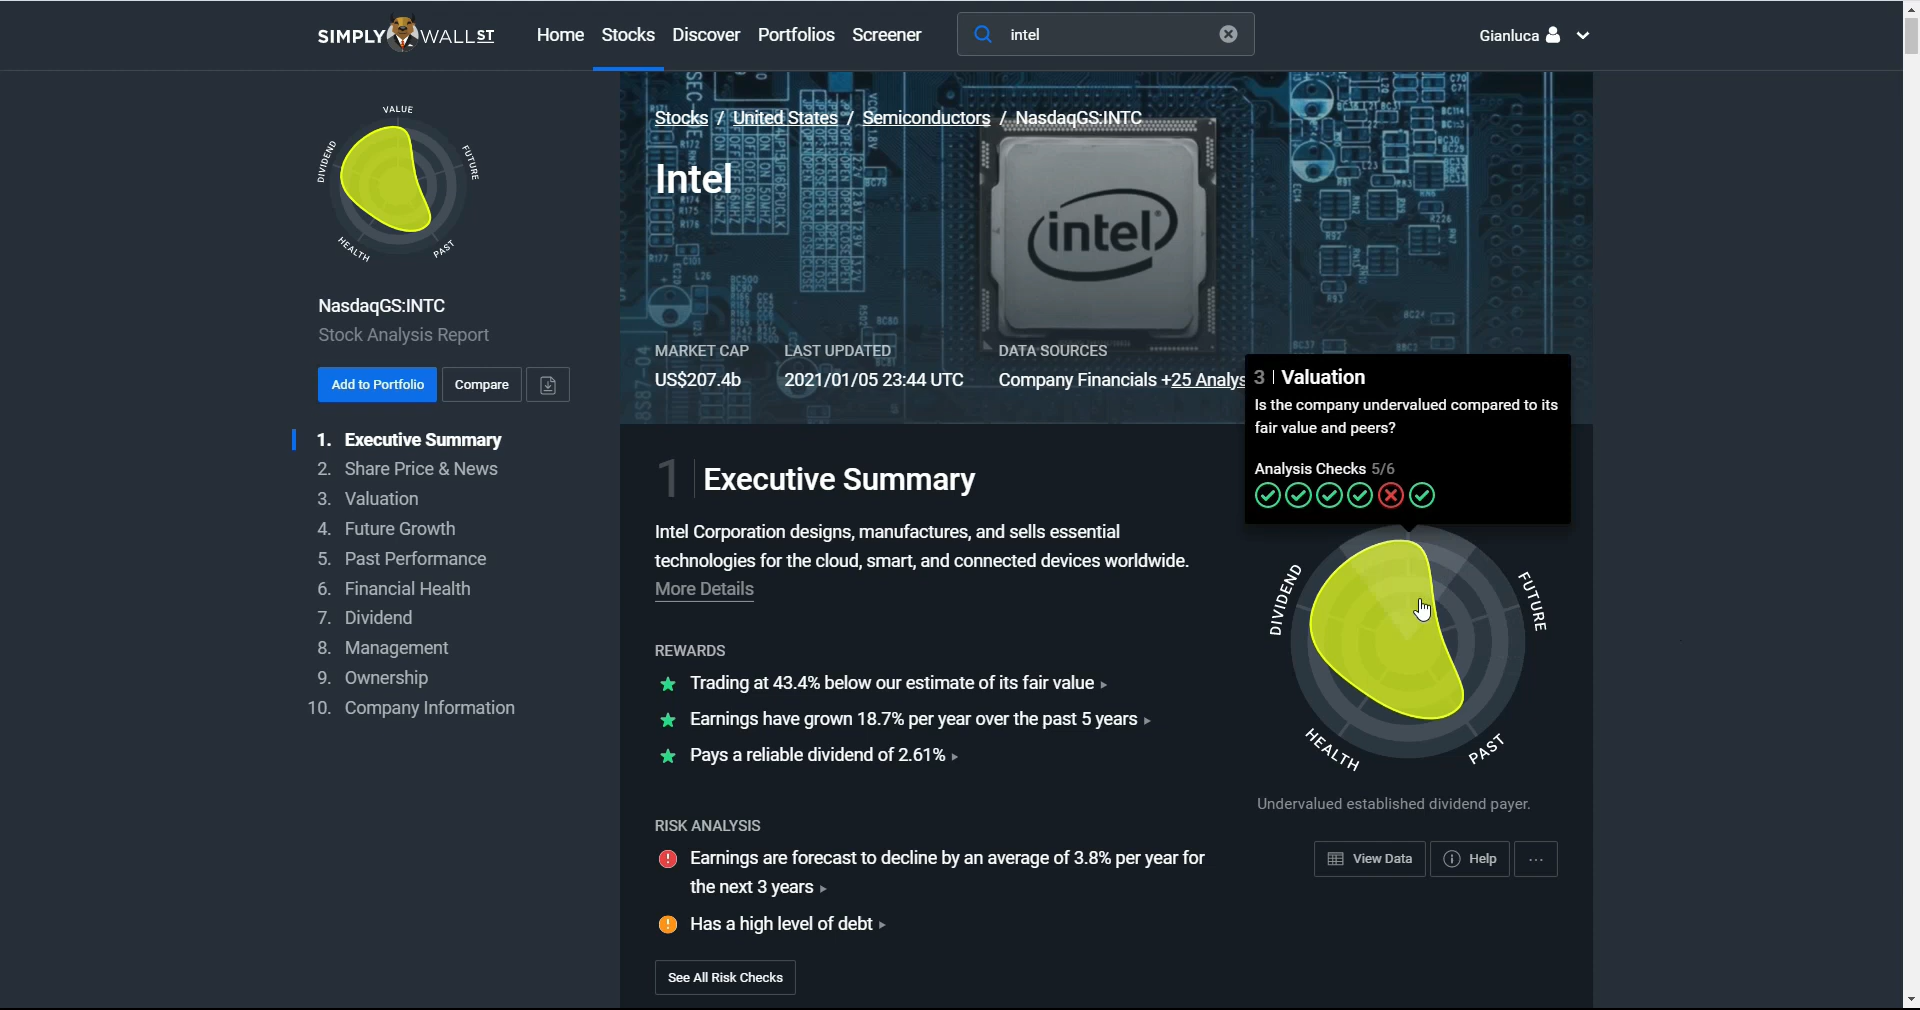 SIMPLY WALL ST
Home Stocks Discover Portfolios Screener
intel
Gianluca
VALUE
FUTURE
PAST
HEALTH
DIVIDEND
NasdaqGS:INTC
Stock Analysis Report
Add to Portfolio
Compare
1. Executive Summary
2. Share Price & News
3. Valuation
4. Future Growth
5. Past Performance
6. Financial Health
7. Dividend
8. Management
9. Ownership
10. Company Information
Stocks / United States / Semiconductors / NasdaqGS:INTC
Intel
intel
MARKET CAP
US$207.4b
LAST UPDATED
2021/01/05 23:44 UTC
DATA SOURCES
Company Financials +25 Analys
3 | Valuation
Is the company undervalued compared to its
fair value and peers?
Analysis Checks 5/6
1 Executive Summary
Intel Corporation designs, manufactures, and sells essential
technologies for the cloud, smart, and connected devices worldwide.
More Details
REWARDS
Trading at 43.4% below our estimate of its fair value
Earnings have grown 18.7% per year over the past 5 years
Pays a reliable dividend of 2.61%
RISK ANALYSIS
Earnings are forecast to decline by an average of 3.8% per year for
the next 3 years
Has a high level of debt
See All Risk Checks
DIVIDEND
FUTURE
HEALTH
PAST
Undervalued established dividend payer.
View Data
Help
...